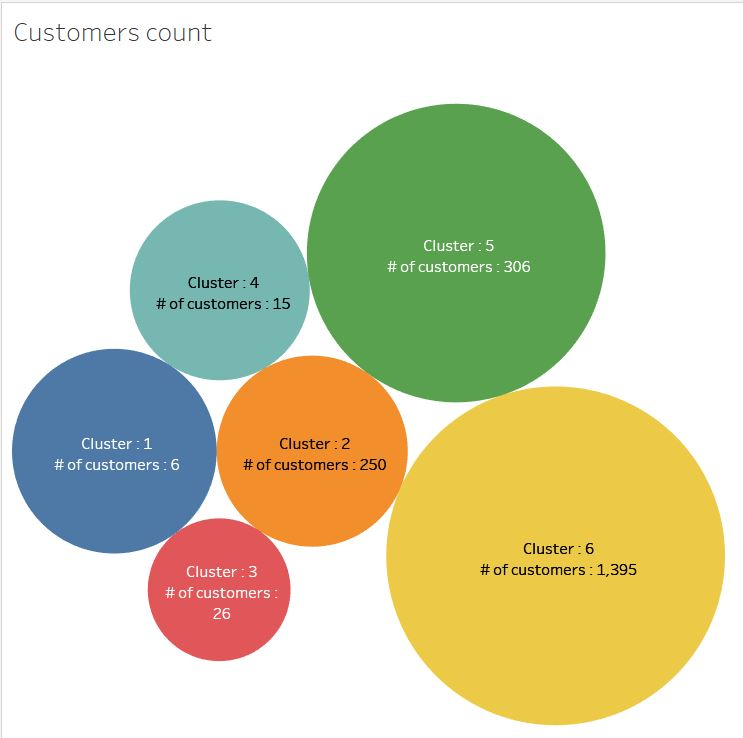 Customers count
Cluster : 5
# of customers : 306
Cluster : 4
# of customers : 15
Cluster : 1
# of customers : 6
Cluster : 2
# of customers : 250
Cluster : 6
# of customers : 1,395
Cluster : 3
# of customers :
26